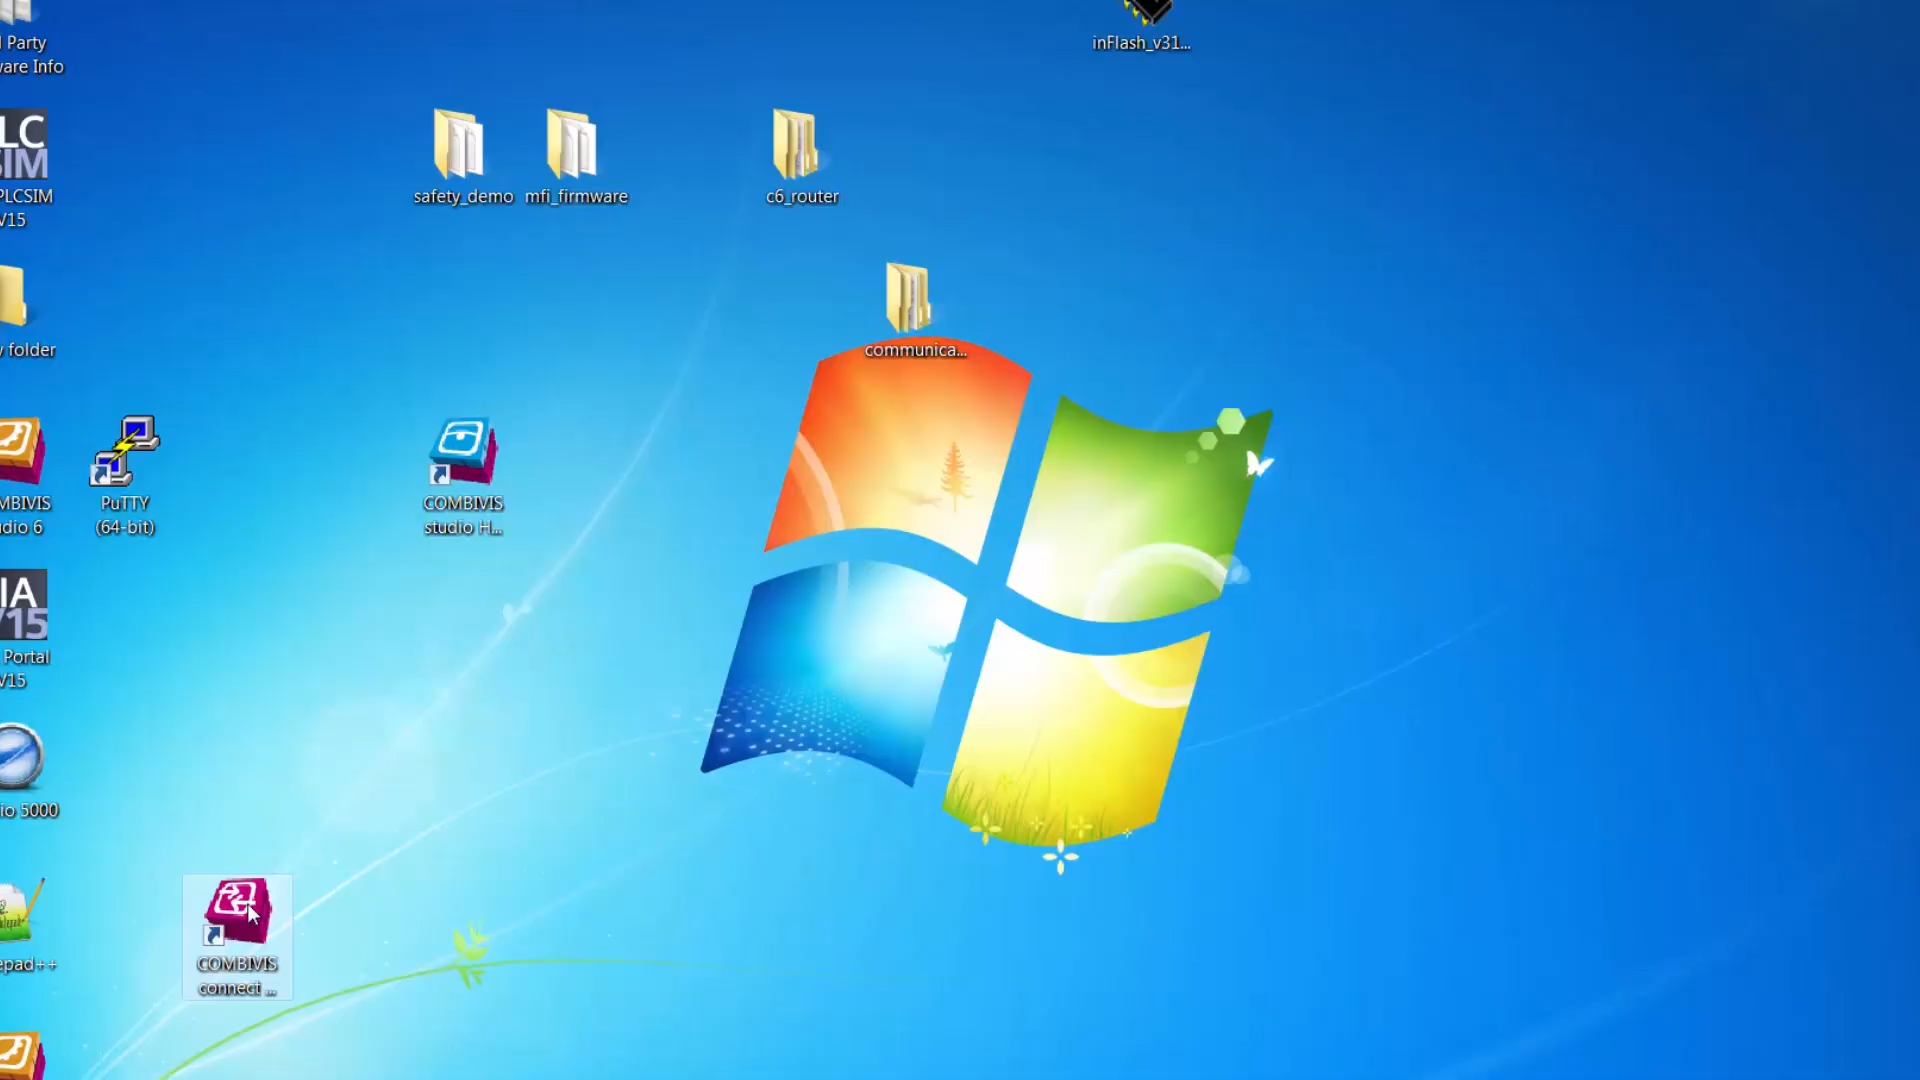 Party
ware Info
inFlash_v31...
LC
SIM
PLCSIM
V15
safety_demo
mfi_firmware
c6_router
folder
communica...
MBIVIS
dio 6
PuTTY
(64-bit)
COMBIVIS
studio H...
IA
V15
Portal
V15
io 5000
epad++
COMBIVIS
connect ...